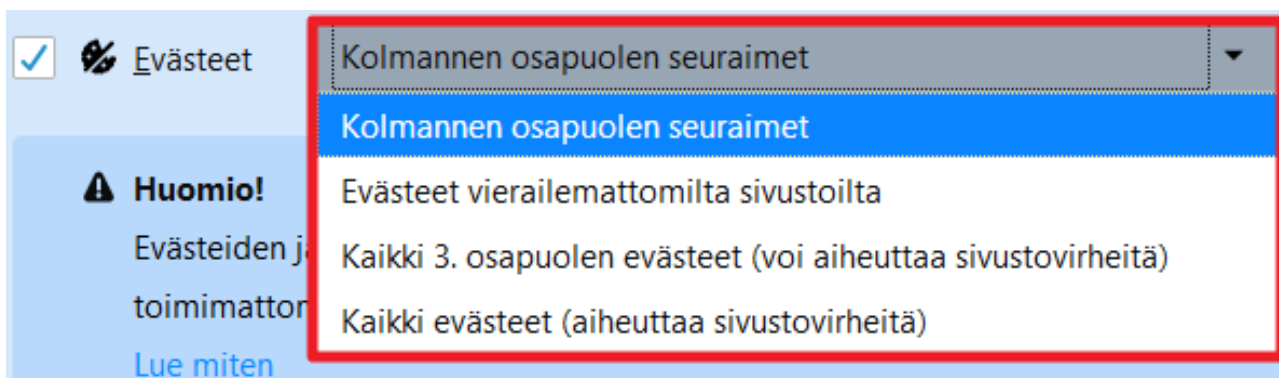 Evästeet Kolmannen osapuolen seuraimet
Kolmannen osapuolen seuraimet
Evästeet vierailemattomilta sivustoilta
Kaikki 3. osapuolen evästeet (voi aiheuttaa sivustovirheitä)
Kaikki evästeet (aiheuttaa sivustovirheitä)
Huomio!
Evästeiden
Lue miten